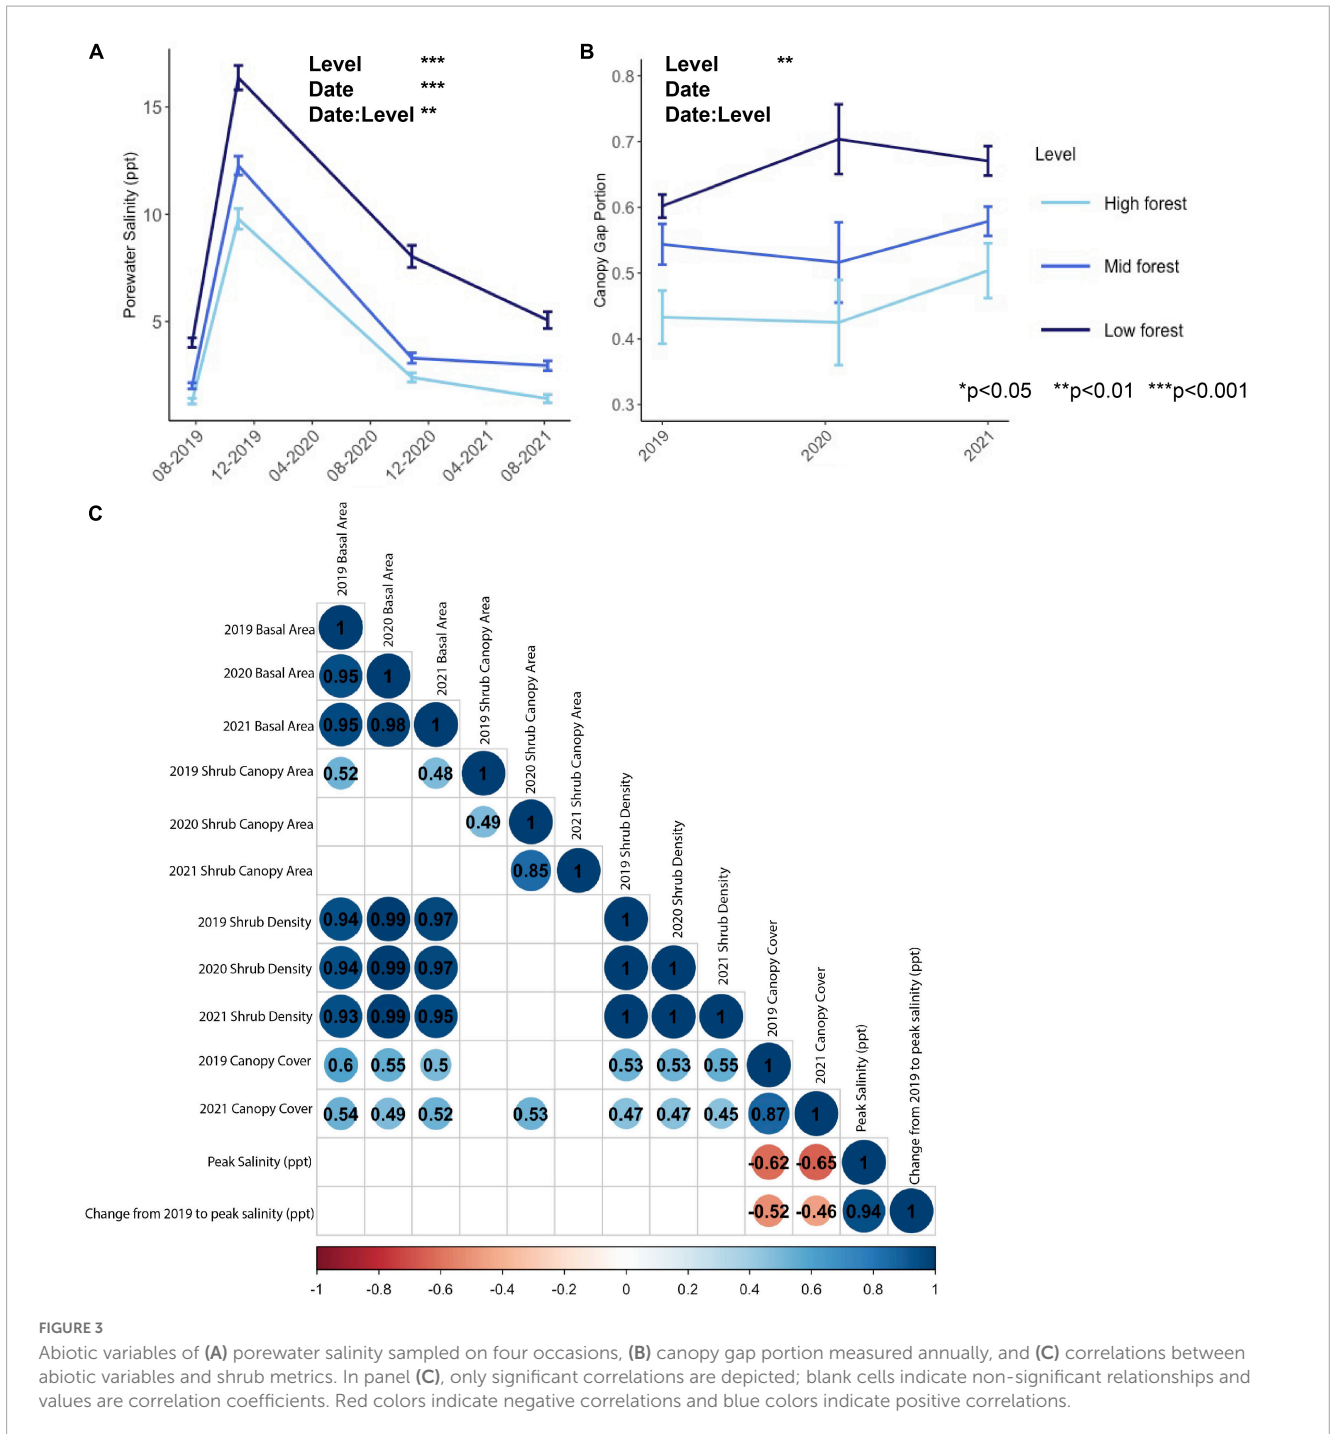 A
Level ***
Date ***
Date:Level **
Porewater Salinity (ppt)
15
10
5
08-2019
12-2019
04-2020
08-2020
12-2020
04-2021
08-2021
B
Level **
Date
Date:Level
Canopy Gap Portion
0.8
0.7
0.6
0.5
0.4
0.3
2019
2020
2021
Level
High forest
Mid forest
Low forest
*p<0.05 **p<0.01 ***p<0.001
C
2019 Basal Area
2020 Basal Area
2021 Basal Area
2019 Shrub Canopy Area
2020 Shrub Canopy Area
2021 Shrub Canopy Area
2019 Shrub Density
2020 Shrub Density
2021 Shrub Density
2019 Canopy Cover
2021 Canopy Cover
Peak Salinity (ppt)
Change from 2019 to peak salinity (ppt)
2019 Basal Area 1
2020 Basal Area 0.95 1
2021 Basal Area 0.95 0.98 1
2019 Shrub Canopy Area 0.52 0.48 1
2020 Shrub Canopy Area 0.49 1
2021 Shrub Canopy Area 0.85 1
2019 Shrub Density 0.94 0.99 0.97 1
2020 Shrub Density 0.94 0.99 0.97 1 1
2021 Shrub Density 0.93 0.99 0.95 1 1 1
2019 Canopy Cover 0.6 0.55 0.5 0.53 0.53 0.55 1
2021 Canopy Cover 0.54 0.49 0.52 0.53 0.47 0.47 0.45 0.87 1
Peak Salinity (ppt) -0.62 -0.65 1
Change from 2019 to peak salinity (ppt) -0.52 -0.46 0.94 1
-1 -0.8 -0.6 -0.4 -0.2 0 0.2 0.4 0.6 0.8 1
FIGURE 3
Abiotic variables of (A) porewater salinity sampled on four occasions, (B) canopy gap portion measured annually, and (C) correlations between
abiotic variables and shrub metrics. In panel (C), only significant correlations are depicted; blank cells indicate non-significant relationships and
values are correlation coefficients. Red colors indicate negative correlations and blue colors indicate positive correlations.